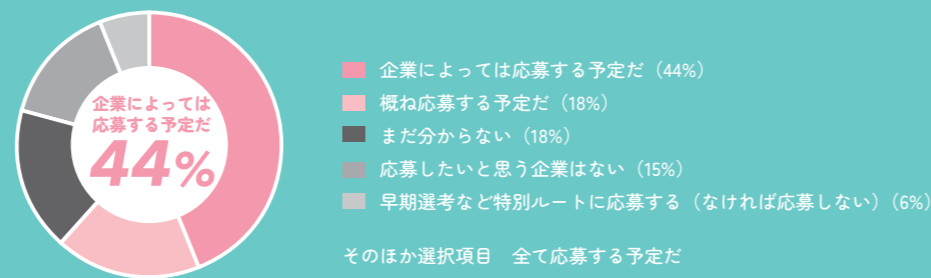 企業によっては
応募する予定だ
44%
企業によっては応募する予定だ（44%）
概ね応募する予定だ（18%）
まだ分からない（18%）
応募したいと思う企業はない（15%）
早期選考など特別ルートに応募する（なければ応募しない）（6%）
そのほか選択項目　全て応募する予定だ